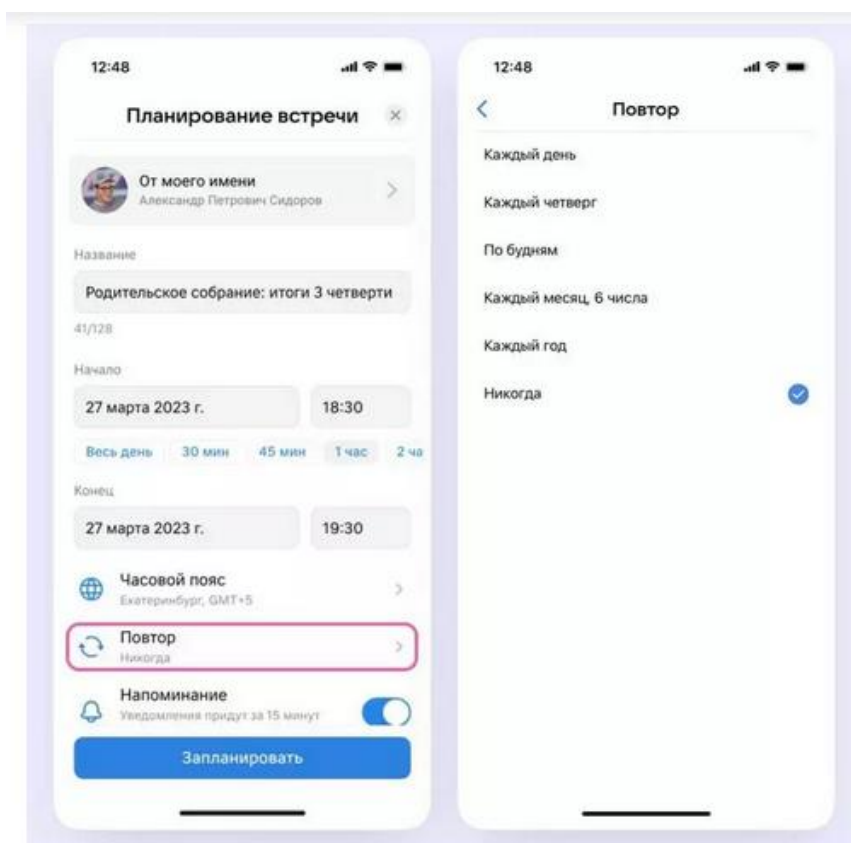 12:48
Планирование встречи
От моего имени
Александр Петрович Сидоров
Название
Родительское собрание: итоги 3 четверти
41/128
Начало
27 марта 2023 г.
18:30
Весь день
30 мин
45 мин
1 час
2 ча
Конец
27 марта 2023 г.
19:30
Часовой пояс
Екатеринбург, GMT+5
Повтор
Никогда
Напоминание
Уведомления придут за 15 минут
Запланировать
12:48
Повтор
Каждый день
Каждый четверг
По будням
Каждый месяц, 6 числа
Каждый год
Никогда